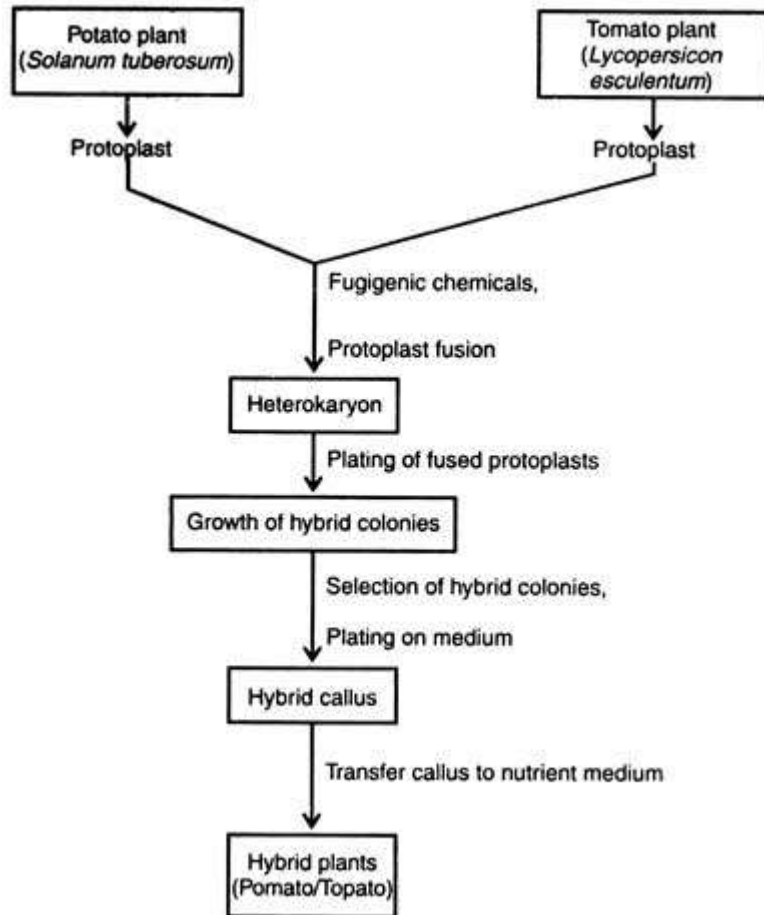 Potato plant
(Solanum tuberosum)
Tomato plant
(Lycopersicon
esculentum)
Protoplast
Protoplast
Fugigenic chemicals,
Protoplast fusion
Heterokaryon
Plating of fused protoplasts
Growth of hybrid colonies
Selection of hybrid colonies,
Plating on medium
Hybrid callus
Transfer callus to nutrient medium
Hybrid plants
(Pomato/Topato)